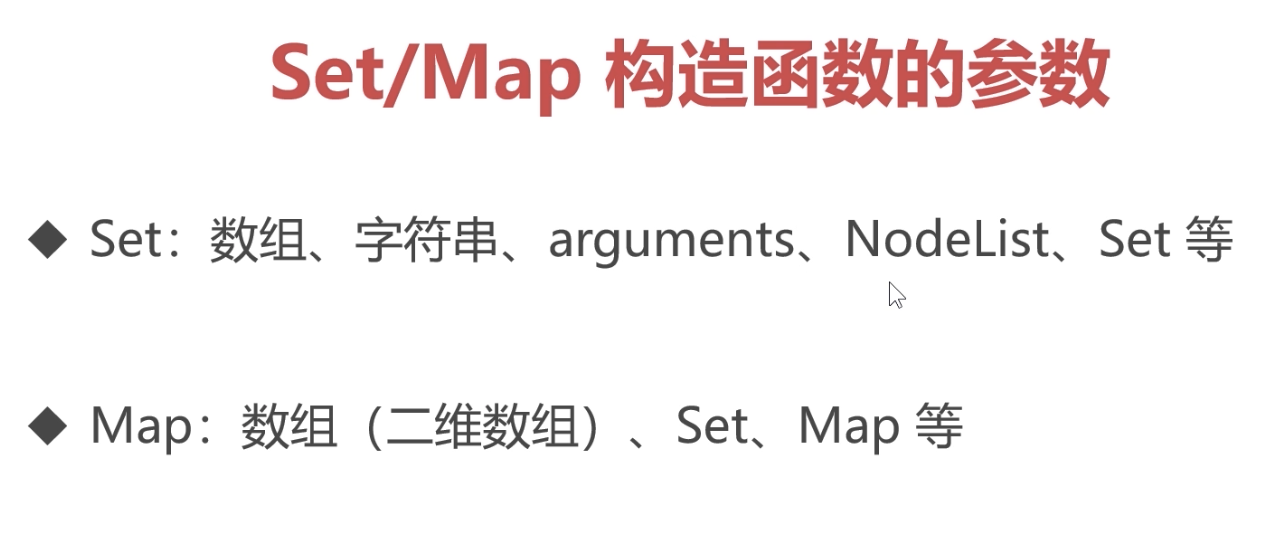 Set/Map 构造函数的参数
◆ Set：数组、字符串、arguments、NodeList、Set 等
◆ Map：数组（二维数组）、Set、Map 等